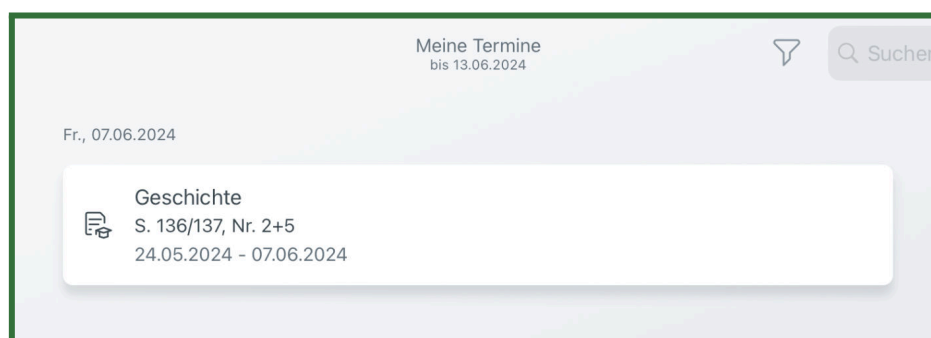 Meine Termine
bis 13.06.2024
Suchen
Fr., 07.06.2024
Geschichte
S. 136/137, Nr. 2+5
24.05.2024 - 07.06.2024